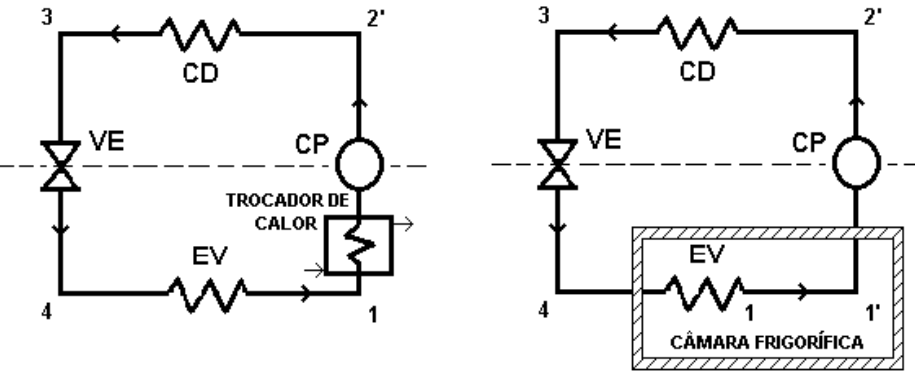 3
2'
CD
VE
CP
TROCADOR DE
CALOR
EV
4
1
3
2'
CD
VE
CP
EV
4
1
1'
CÂMARA FRIGORÍFICA